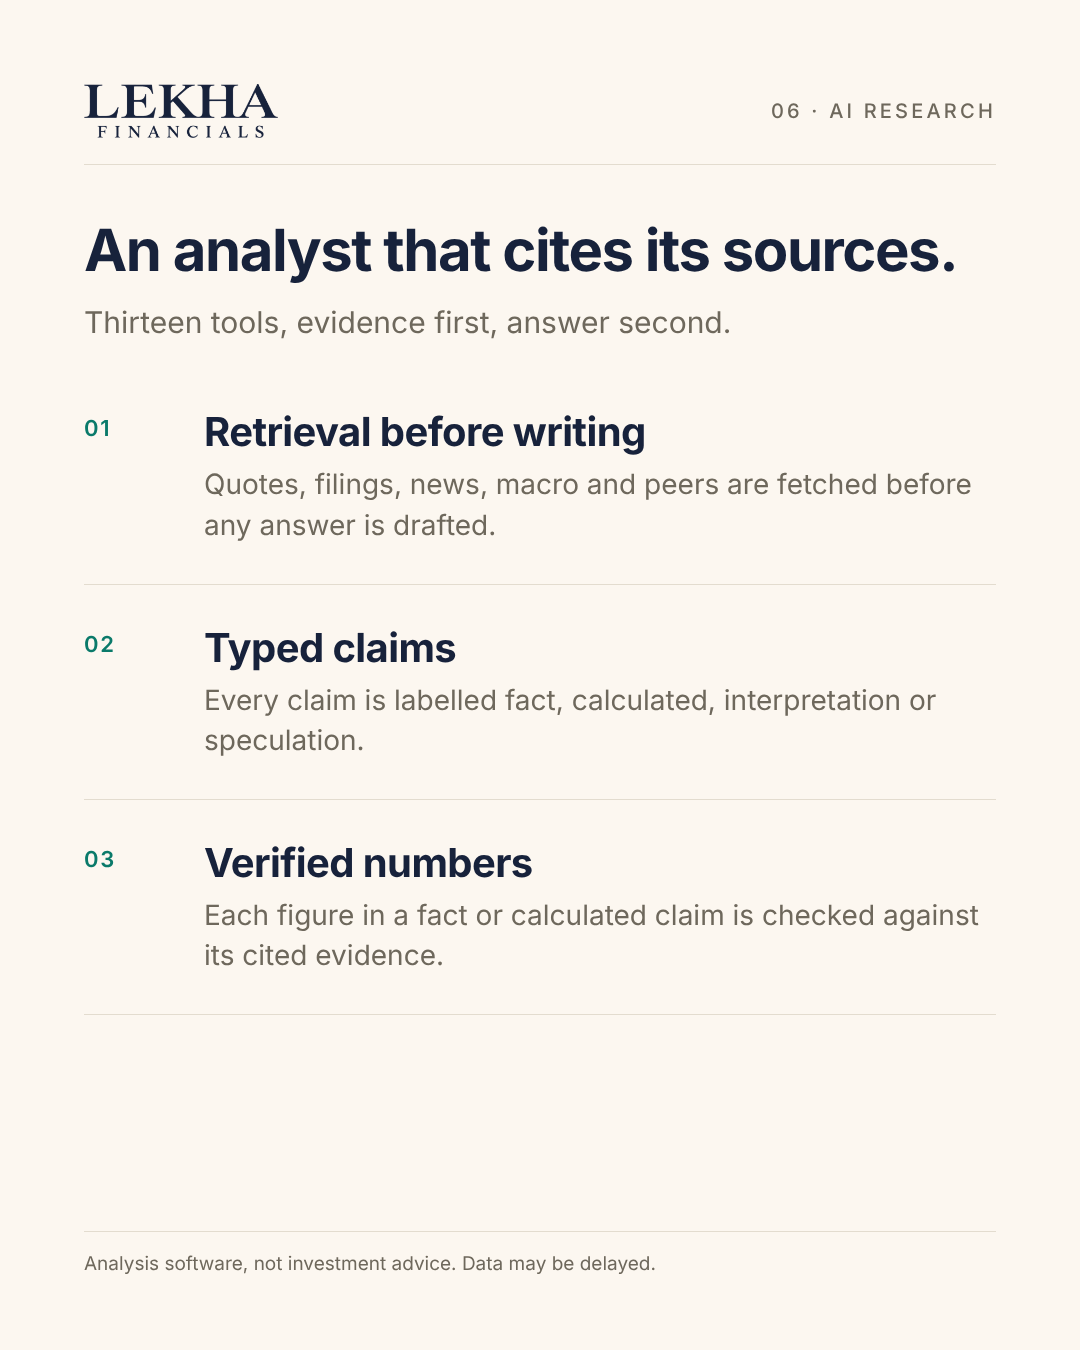 LEKHA
FINANCIALS
06 · AI RESEARCH
An analyst that cites its sources.
Thirteen tools, evidence first, answer second.
01
Retrieval before writing
Quotes, filings, news, macro and peers are fetched before
any answer is drafted.
02
Typed claims
Every claim is labelled fact, calculated, interpretation or
speculation.
03
Verified numbers
Each figure in a fact or calculated claim is checked against
its cited evidence.
Analysis software, not investment advice. Data may be delayed.